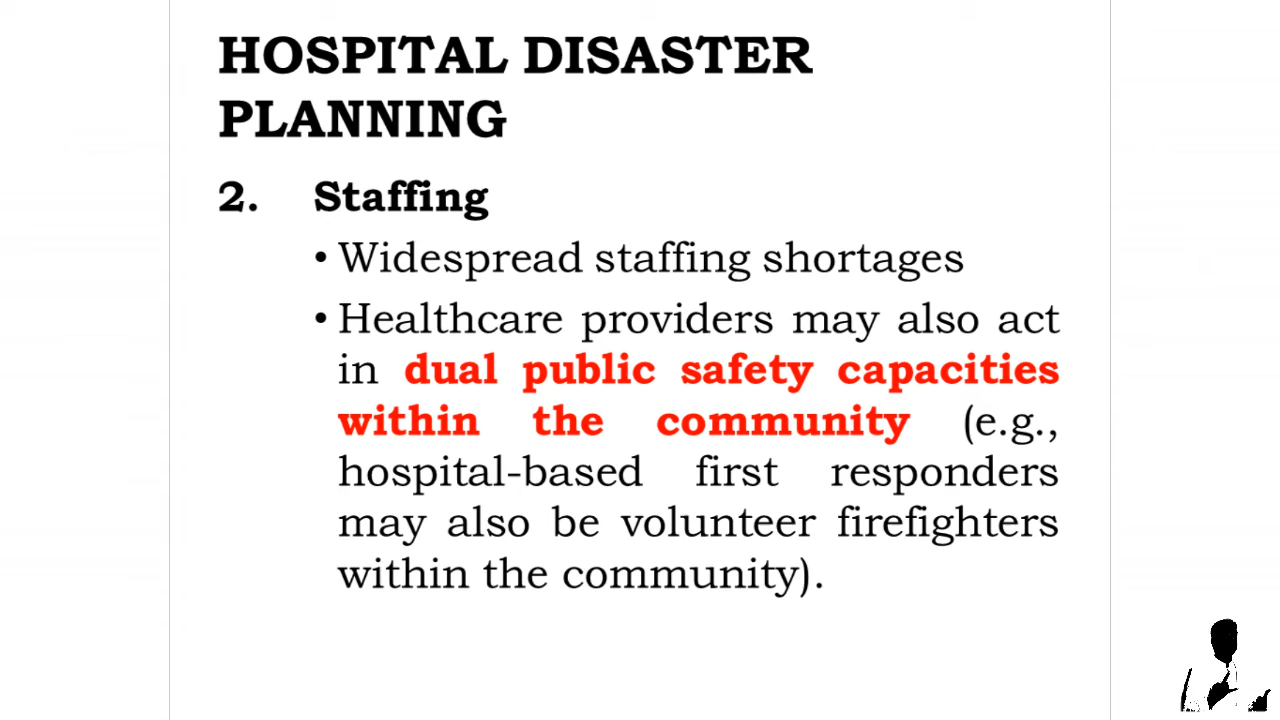 HOSPITAL DISASTER
PLANNING
2. Staffing
• Widespread staffing shortages
• Healthcare providers may also act
in dual public safety capacities
within the community (e.g.,
hospital-based first responders
may also be volunteer firefighters
within the community).